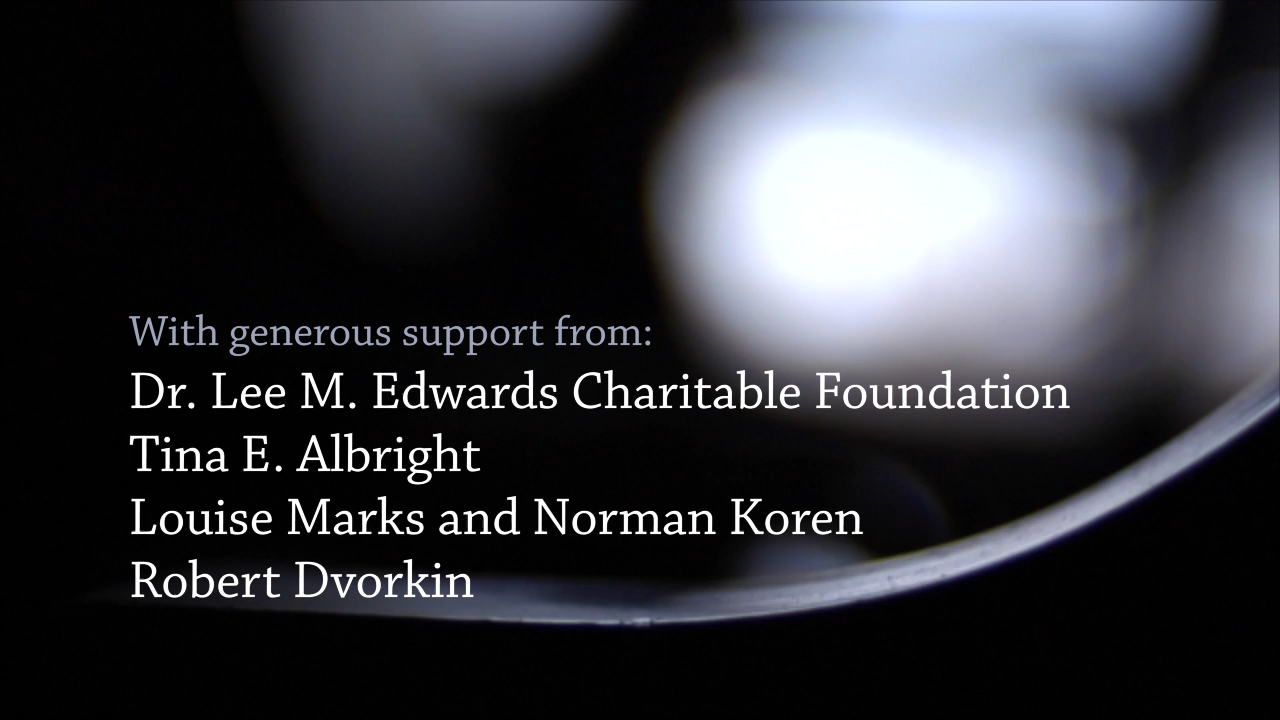 With generous support from:
Dr. Lee M. Edwards Charitable Foundation
Tina E. Albright
Louise Marks and Norman Koren
Robert Dvorkin